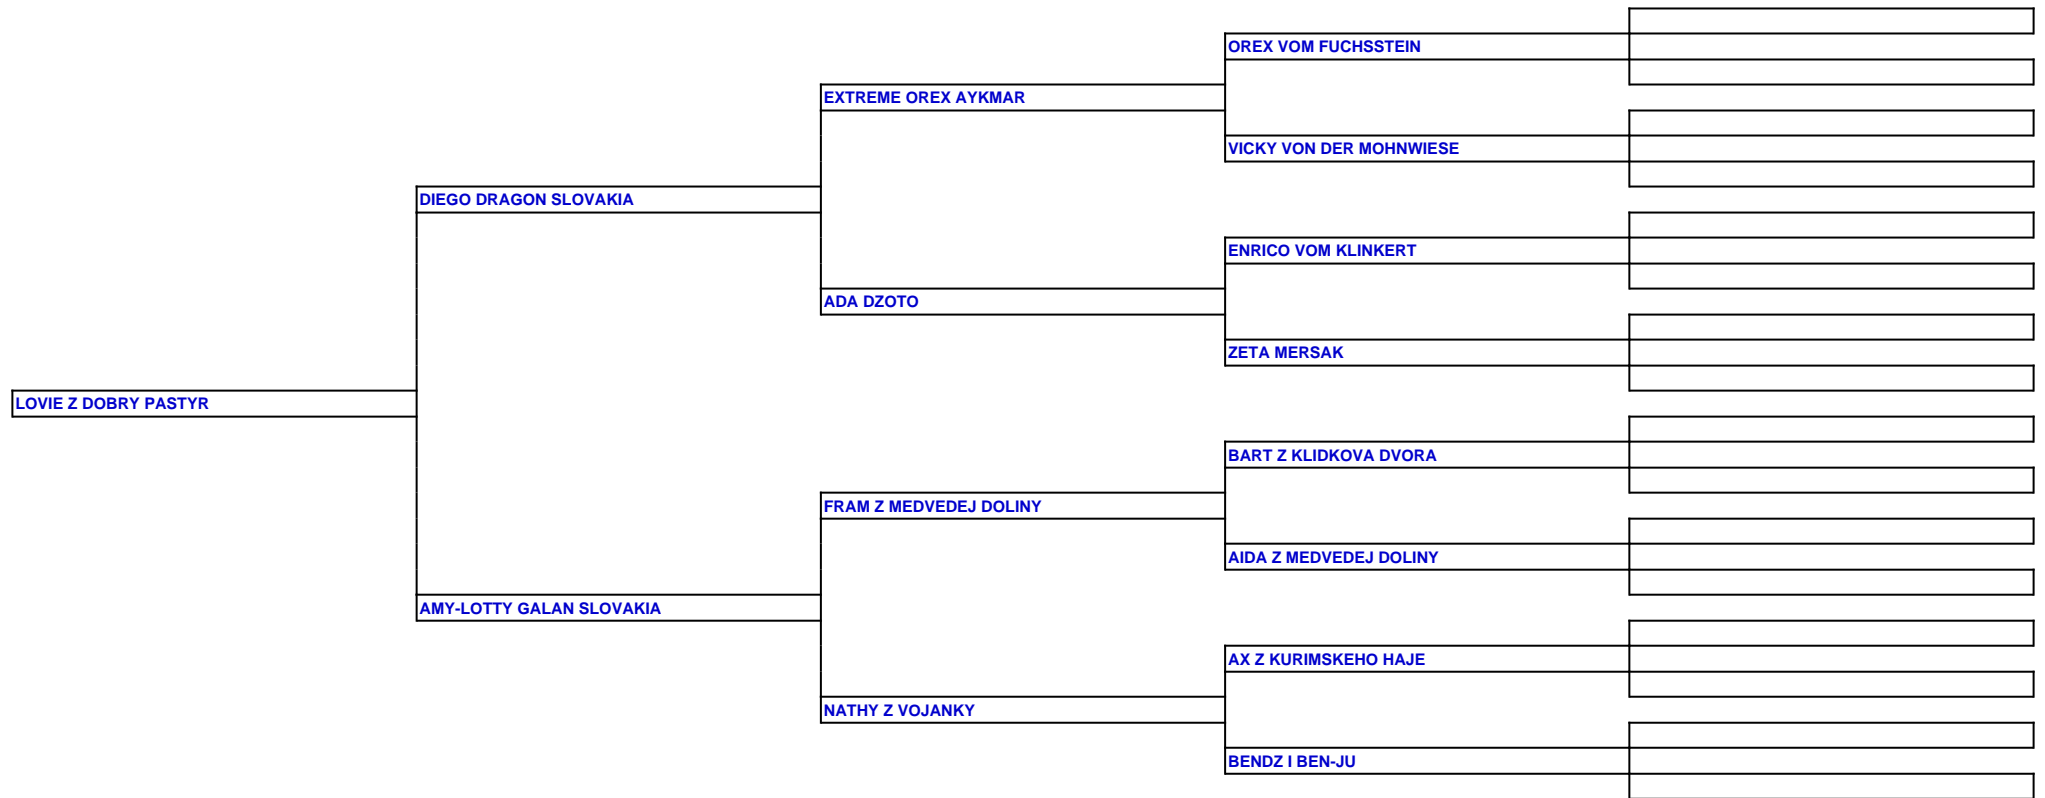 OREX VOM FUCHSSTEIN
EXTREME OREX AYKMAR
VICKY VON DER MOHNWIESE
DIEGO DRAGON SLOVAKIA
ENRICO VOM KLINKERT
ADA DZOTO
ZETA MERSAK
LOVIE Z DOBRY PASTYR
BART Z KLIDKOVA DVORA
FRAM Z MEDVEDEJ DOLINY
AIDA Z MEDVEDEJ DOLINY
AMY-LOTTY GALAN SLOVAKIA
AX Z KURIMSKEHO HAJE
NATHY Z VOJANKY
BENDZ I BEN-JU